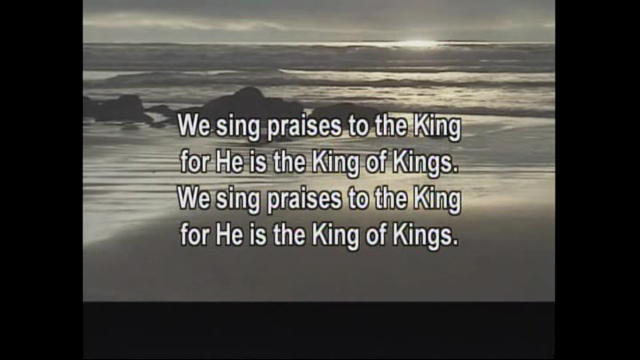 We sing praises to the King
for He is the King of Kings.
We sing praises to the King
for He is the King of Kings.